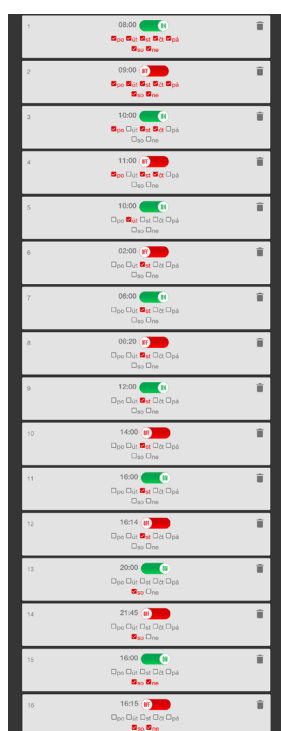 1
08:00 ON
po út st čt pá
so ne
2
09:00 OFF
po út st čt pá
so ne
3
10:00 ON
po út st čt pá
so ne
4
11:00 OFF
po út st čt pá
so ne
5
10:00 ON
po út st čt pá
so ne
6
02:00 OFF
po út st čt pá
so ne
7
06:00 ON
po út st čt pá
so ne
8
06:20 OFF
po út st čt pá
so ne
9
12:00 ON
po út st čt pá
so ne
10
14:00 OFF
po út st čt pá
so ne
11
16:00 ON
po út st čt pá
so ne
12
16:14 OFF
po út st čt pá
so ne
13
20:00 ON
po út st čt pá
so ne
14
21:45 OFF
po út st čt pá
so ne
15
16:00 ON
po út st čt pá
so ne
16
16:15 OFF
po út st čt pá
so ne